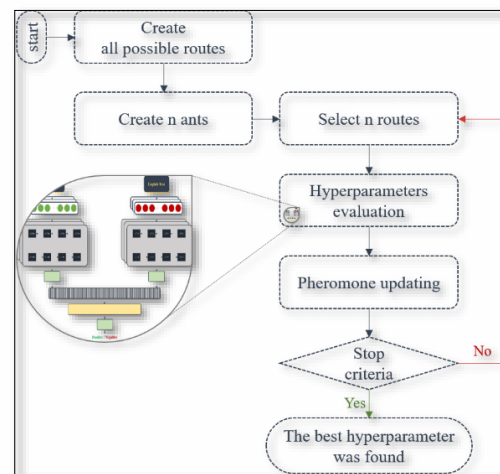 start
Create
all possible routes
Create n ants
Select n routes
Hyperparameters
evaluation
Pheromone updating
Stop
criteria
No
Yes
The best hyperparameter
was found